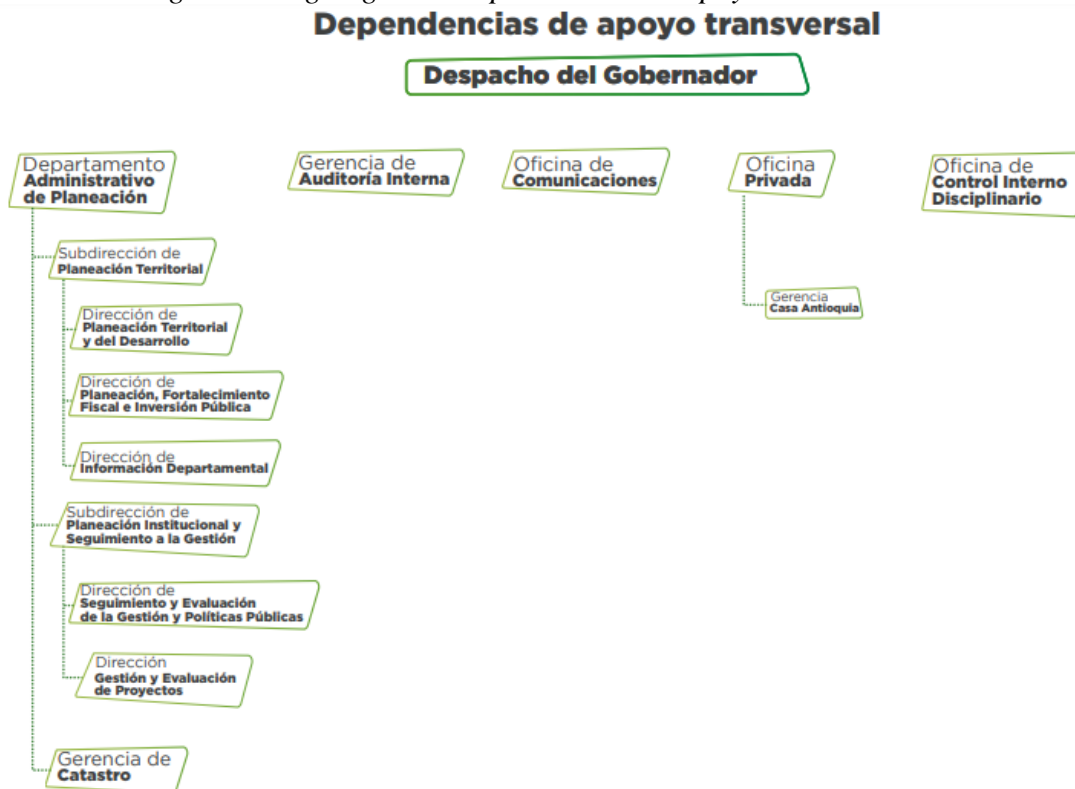 Dependencias de apoyo transversal
Despacho del Gobernador
Departamento
Administrativo
de Planeación
Gerencia de
Auditoría Interna
Oficina de
Comunicaciones
Oficina
Privada
Oficina de
Control Interno
Disciplinario
Subdirección de
Planeación Territorial
Dirección de
Planeación Territorial
y del Desarrollo
Dirección de
Planeación, Fortalecimiento
Fiscal e Inversión Pública
Dirección de
Información Departamental
Subdirección de
Planeación Institucional y
Seguimiento a la Gestión
Dirección de
Seguimiento y Evaluación
de la Gestión y Políticas Públicas
Dirección
Gestión y Evaluación
de Proyectos
Gerencia de
Catastro
Gerencia
Casa Antioquia